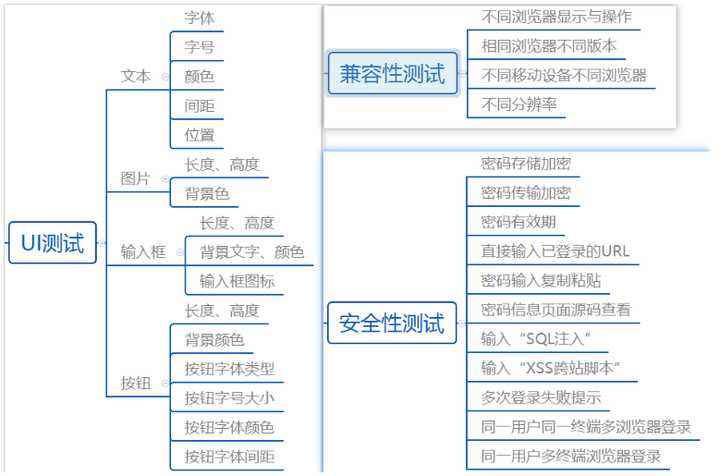 UI测试
文本
字体
字号
颜色
间距
位置
图片
长度、高度
背景色
输入框
长度、高度
背景文字、颜色
输入框图标
按钮
长度、高度
背景颜色
按钮字体类型
按钮字号大小
按钮字体颜色
按钮字体间距
兼容性测试
不同浏览器显示与操作
相同浏览器不同版本
不同移动设备不同浏览器
不同分辨率
安全性测试
密码存储加密
密码传输加密
密码有效期
直接输入已登录的URL
密码输入复制粘贴
密码信息页面源码查看
输入“SQL注入”
输入“XSS跨站脚本”
多次登录失败提示
同一用户同一终端多浏览器登录
同一用户多终端浏览器登录